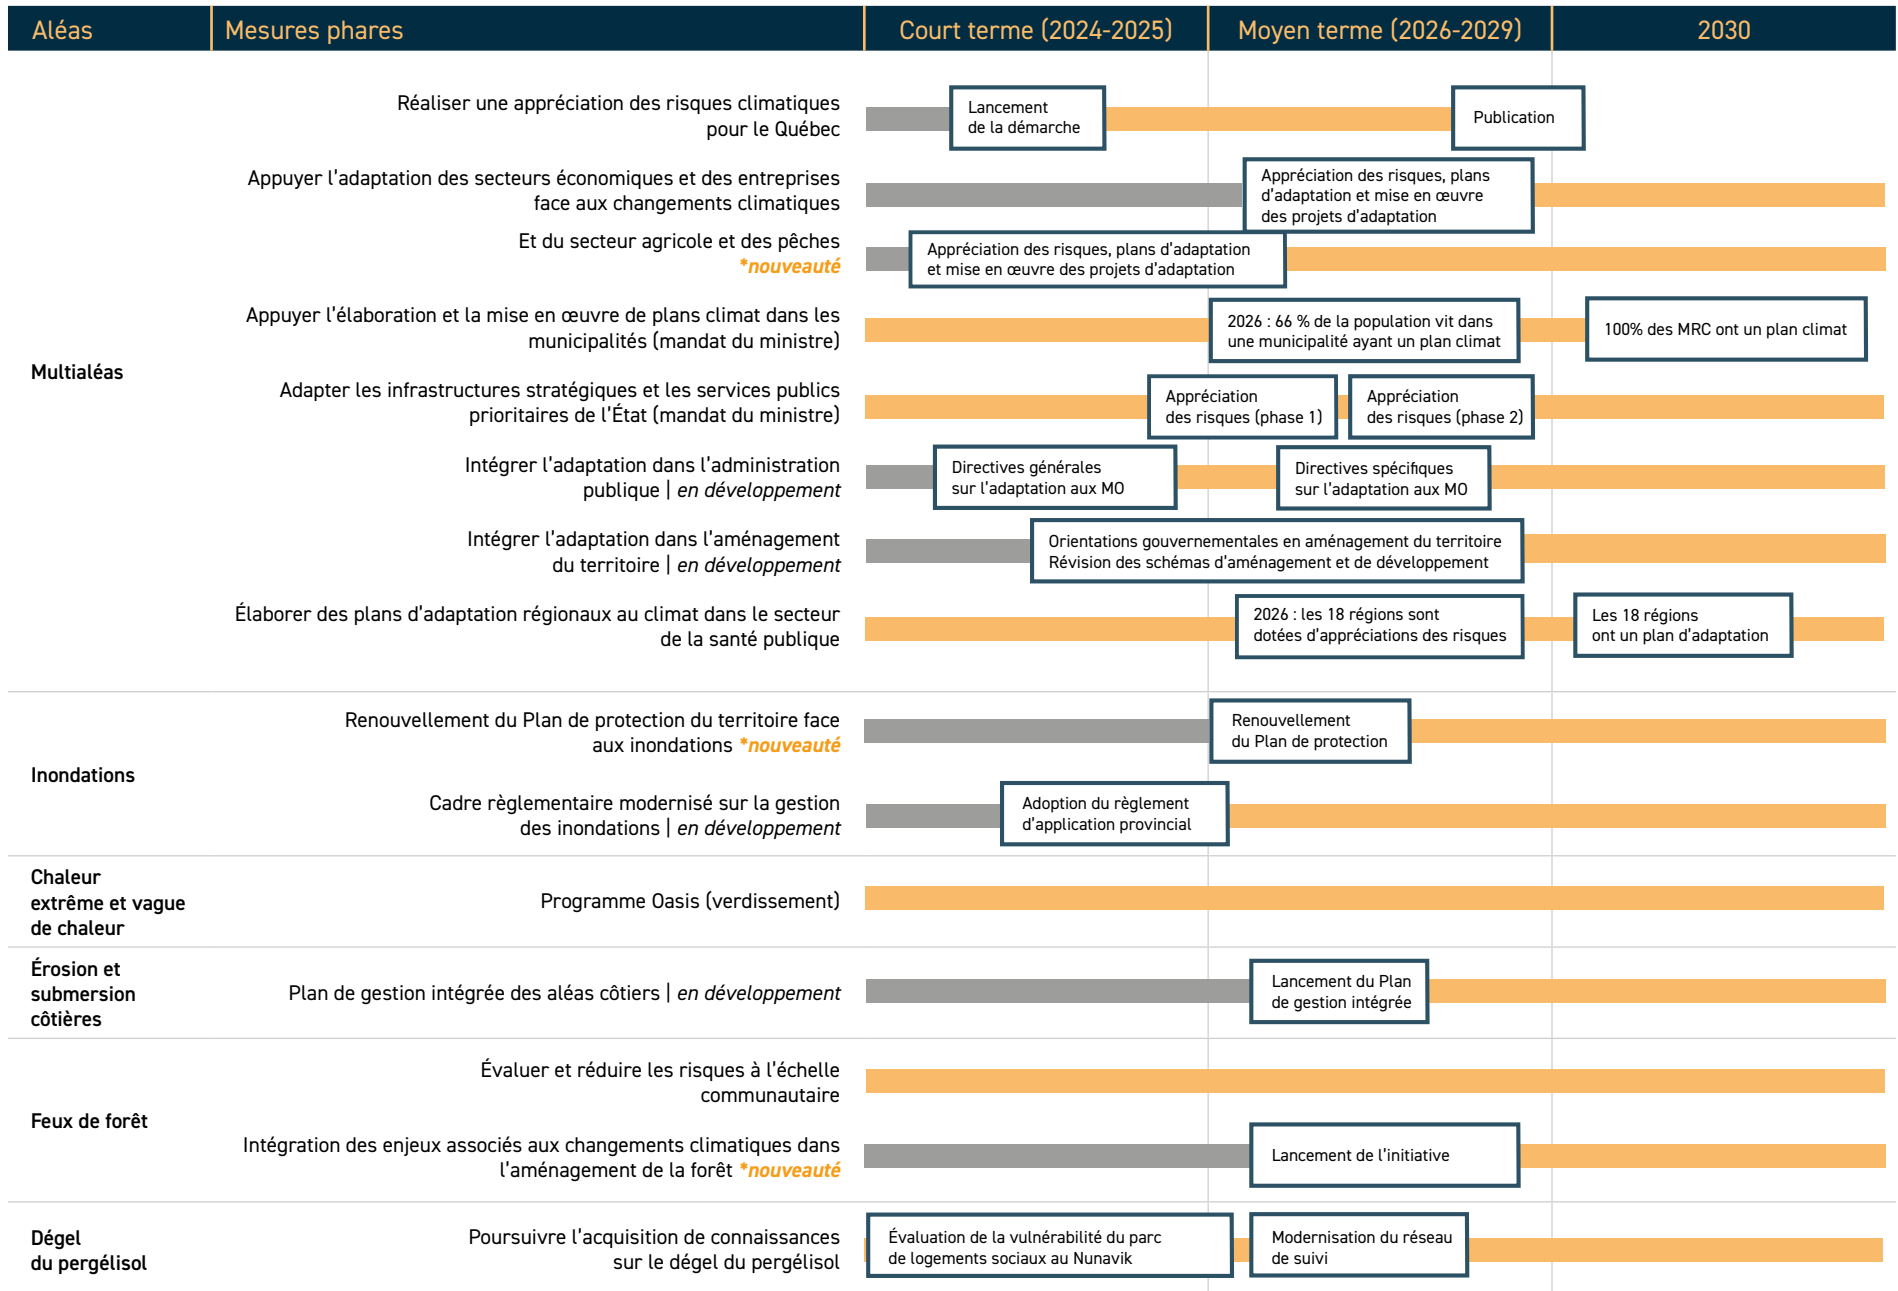 Aléas
Mesures phares
Court terme (2024-2025)
Moyen terme (2026-2029)
2030
Multialéas
Réaliser une appréciation des risques climatiques
pour le Québec
Lancement
de la démarche
Publication
Appuyer l'adaptation des secteurs économiques et des entreprises
face aux changements climatiques
Appréciation des risques, plans
d'adaptation et mise en œuvre
des projets d'adaptation
Et du secteur agricole et des pêches
*nouveauté
Appréciation des risques, plans d'adaptation
et mise en œuvre des projets d'adaptation
Appuyer l'élaboration et la mise en œuvre de plans climat dans les
municipalités (mandat du ministre)
2026 : 66 % de la population vit dans
une municipalité ayant un plan climat
100% des MRC ont un plan climat
Adapter les infrastructures stratégiques et les services publics
prioritaires de l'État (mandat du ministre)
Appréciation
des risques (phase 1)
Appréciation
des risques (phase 2)
Intégrer l'adaptation dans l'administration
publique | en développement
Directives générales
sur l'adaptation aux MO
Directives spécifiques
sur l'adaptation aux MO
Intégrer l'adaptation dans l'aménagement
du territoire | en développement
Orientations gouvernementales en aménagement du territoire
Révision des schémas d'aménagement et de développement
Élaborer des plans d'adaptation régionaux au climat dans le secteur
de la santé publique
2026 : les 18 régions sont
dotées d'appréciations des risques
Les 18 régions
ont un plan d'adaptation
Inondations
Renouvellement du Plan de protection du territoire face
aux inondations *nouveauté
Renouvellement
du Plan de protection
Cadre règlementaire modernisé sur la gestion
des inondations | en développement
Adoption du règlement
d'application provincial
Chaleur
extrême et vague
de chaleur
Programme Oasis (verdissement)
Érosion et
submersion
côtières
Plan de gestion intégrée des aléas côtiers | en développement
Lancement du Plan
de gestion intégrée
Feux de forêt
Évaluer et réduire les risques à l'échelle
communautaire
Intégration des enjeux associés aux changements climatiques dans
l'aménagement de la forêt *nouveauté
Lancement de l'initiative
Dégel
du pergélisol
Poursuivre l'acquisition de connaissances
sur le dégel du pergélisol
Évaluation de la vulnérabilité du parc
de logements sociaux au Nunavik
Modernisation du réseau
de suivi